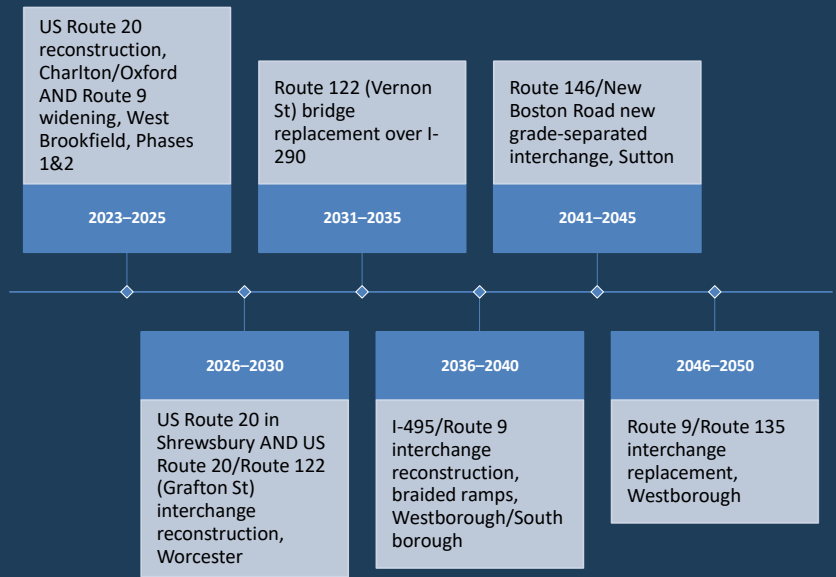 US Route 20
reconstruction,
Charlton/Oxford
AND Route 9
widening, West
Brookfield, Phases
1&2
2023–2025
Route 122 (Vernon
St) bridge
replacement over I-
290
2031–2035
Route 146/New
Boston Road new
grade-separated
interchange, Sutton
2041–2045
2026–2030
US Route 20 in
Shrewsbury AND US
Route 20/Route 122
(Grafton St)
interchange
reconstruction,
Worcester
2036–2040
I-495/Route 9
interchange
reconstruction,
braided ramps,
Westborough/South
borough
2046–2050
Route 9/Route 135
interchange
replacement,
Westborough